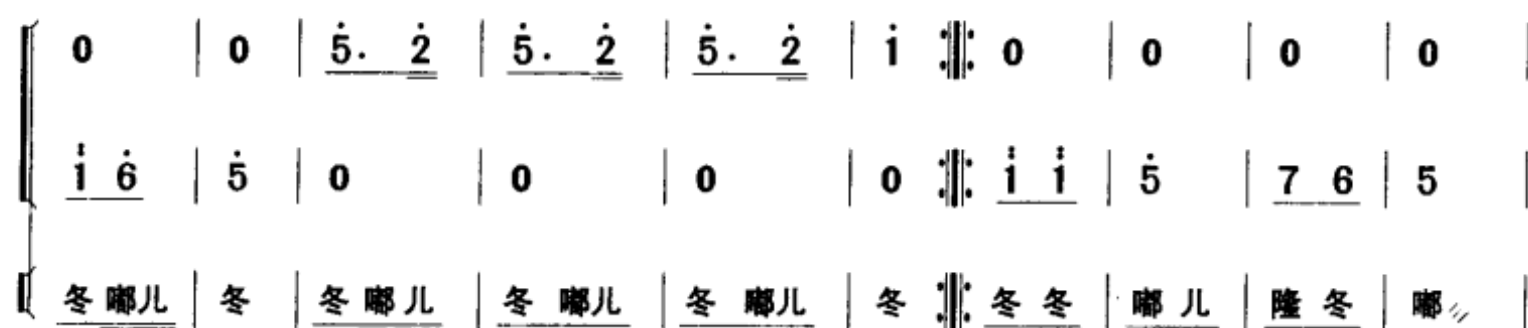 0 | 0 | 5̇. 2̇ | 5̇. 2̇ | 5̇. 2̇ | i̇ :‖: 0 | 0 | 0 | 0 |
1̈ 6̇ | 5̇ | 0 | 0 | 0 | 0 :‖: 1̈ 1̈ | 5̇ | 7 6 | 5 |
冬 嘟儿 | 冬 | 冬 嘟 儿 | 冬 嘟儿 | 冬 嘟儿 | 冬 :‖: 冬 冬 | 嘟 儿 | 隆 冬 | 嘟 |